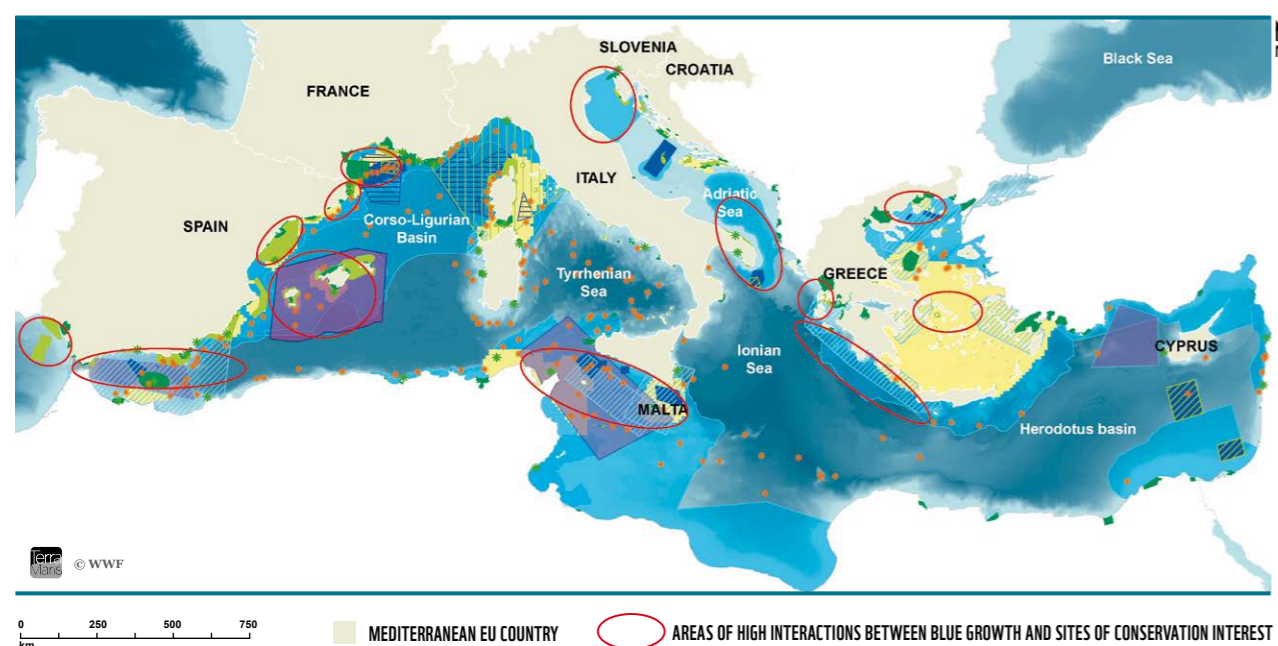 SLOVENIA
CROATIA
Black Sea
FRANCE
ITALY
Adriatic
Sea
SPAIN
Corso-Ligurian
Basin
Tyrrhenian
Sea
GREECE
Ionian
Sea
CYPRUS
MALTA
Herodotus basin
Terra
Maris
© WWF
0 250 500 750
km
MEDITERRANEAN EU COUNTRY
AREAS OF HIGH INTERACTIONS BETWEEN BLUE GROWTH AND SITES OF CONSERVATION INTEREST